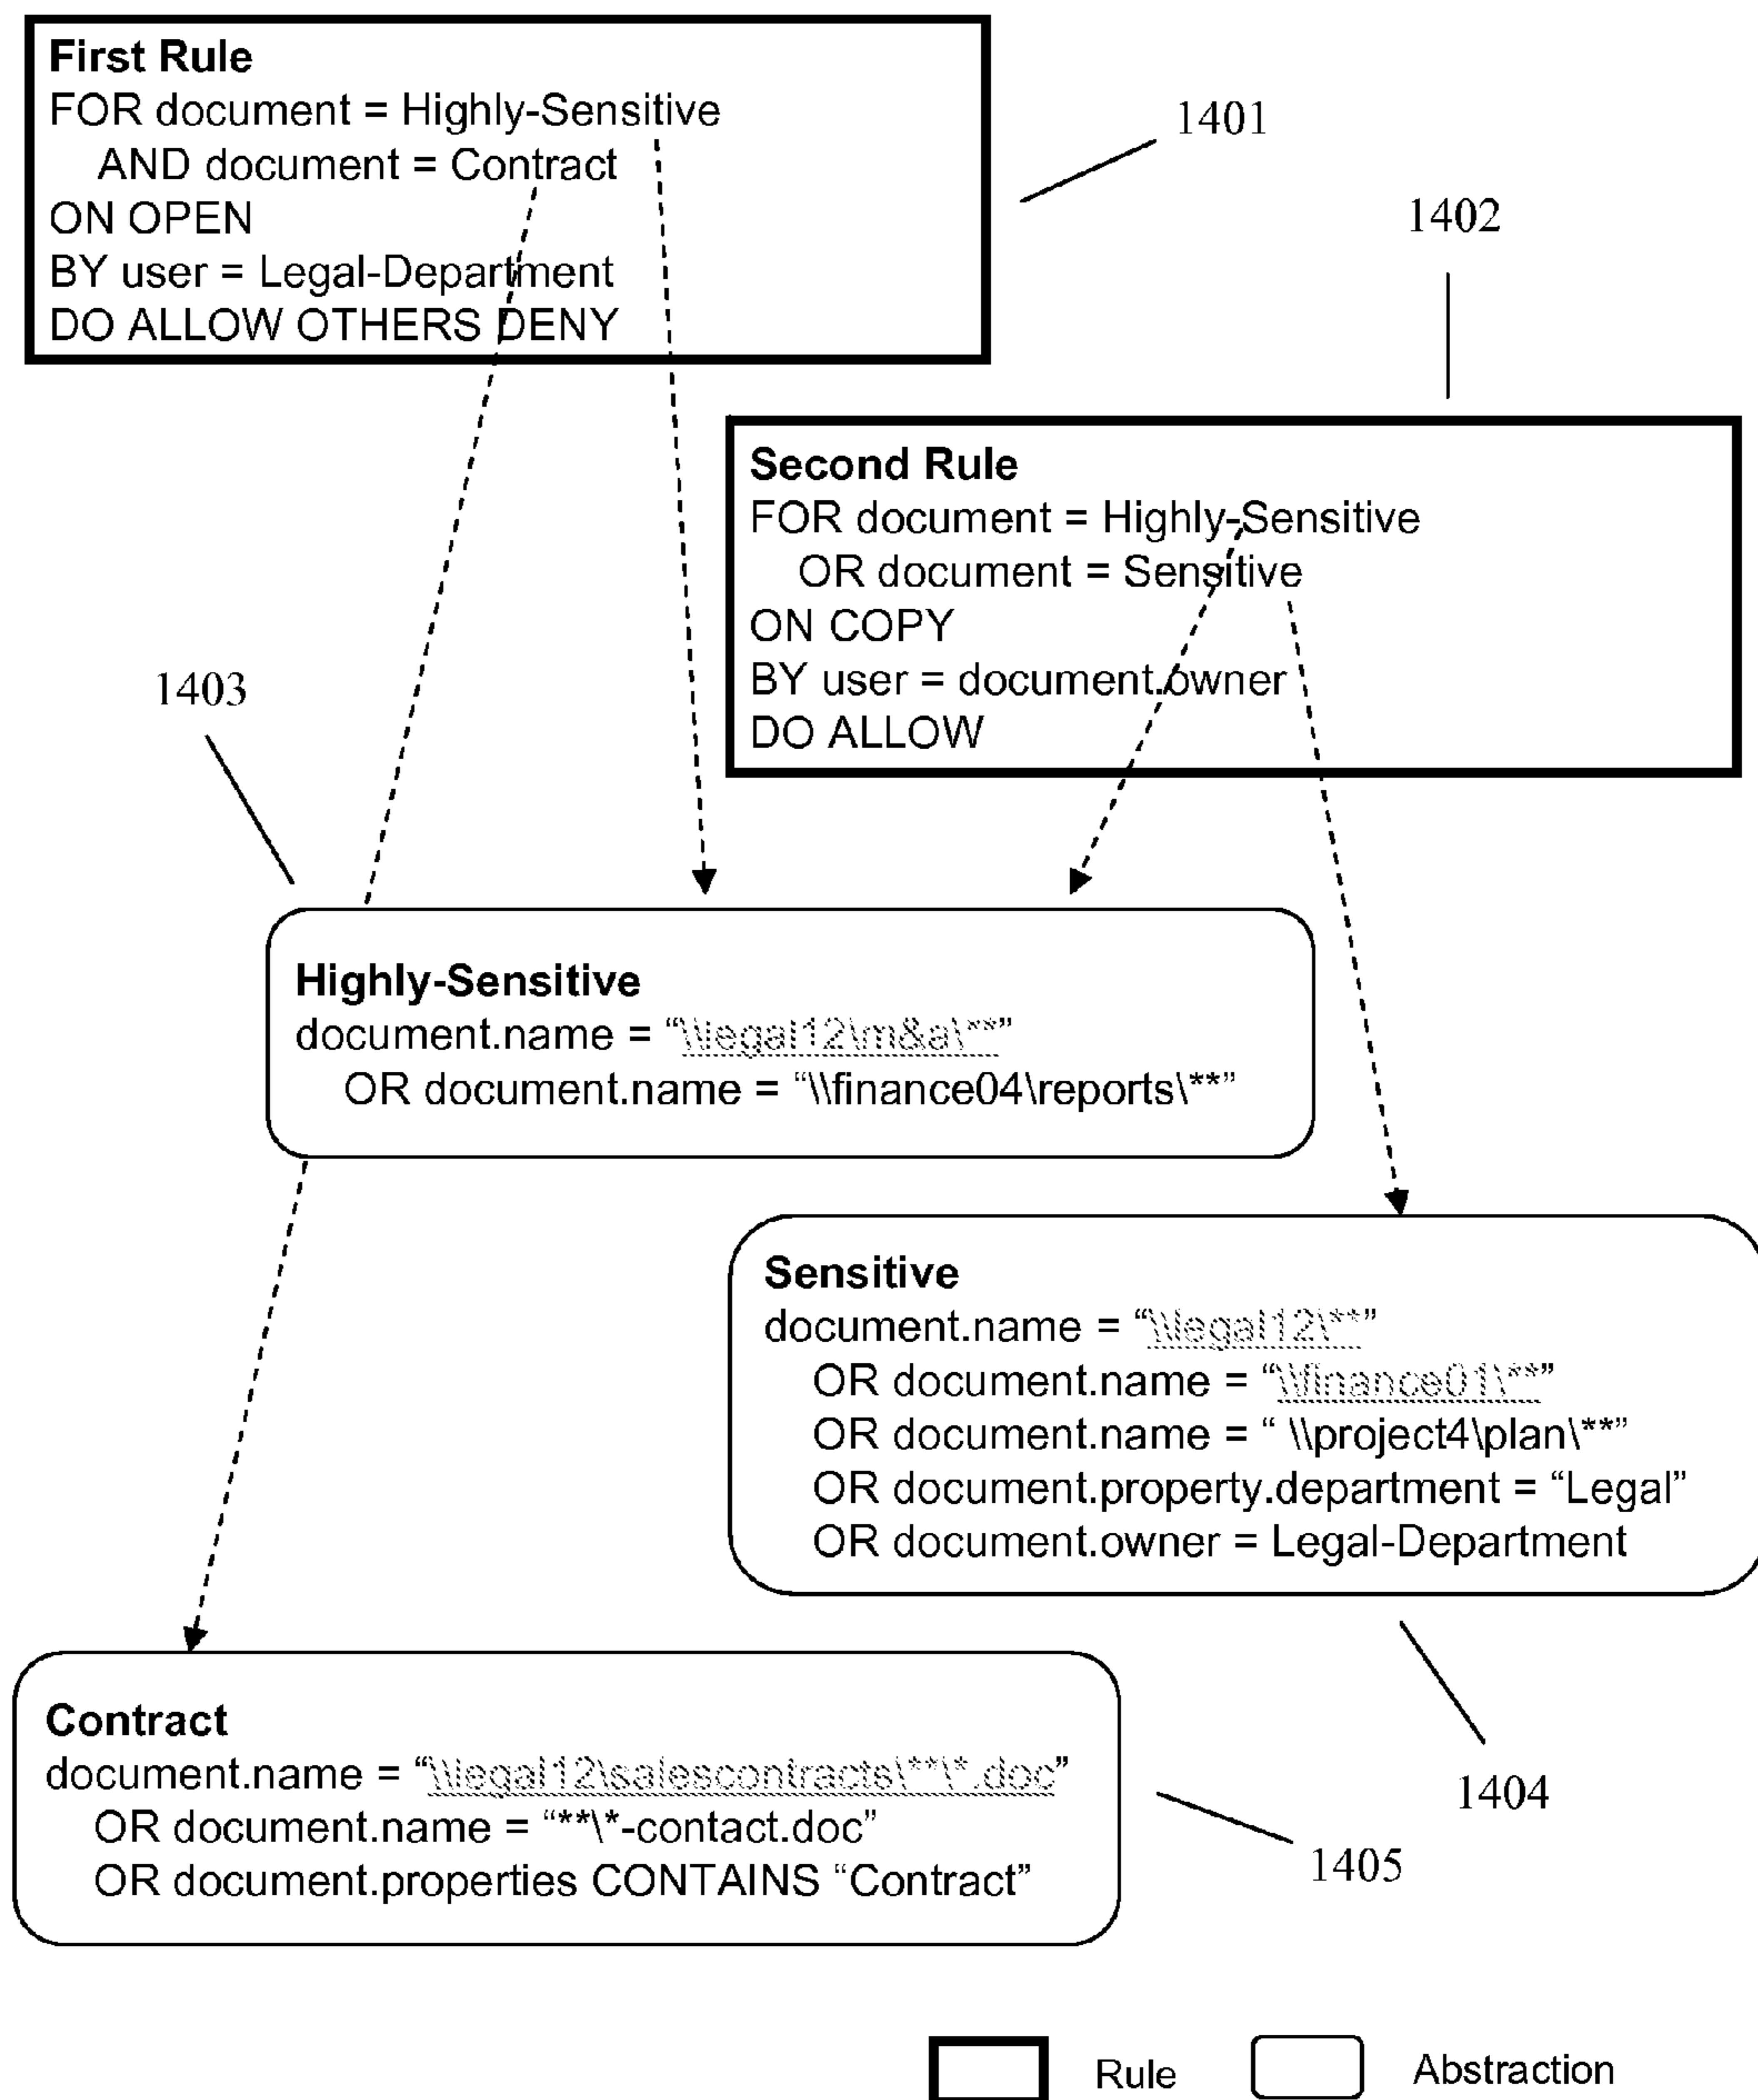 First Rule
FOR document = Highly-Sensitive
AND document = Contract
ON OPEN
BY user = Legal-Department
DO ALLOW OTHERS DENY
1401
1402
Second Rule
FOR document = Highly-Sensitive
OR document = Sensitive
ON COPY
BY user = document.owner
DO ALLOW
1403
Highly-Sensitive
document.name = “\\legal12\m&a\**”
OR document.name = “\\finance04\reports\**”
Sensitive
document.name = “\\legal12\**”
OR document.name = “\\finance01\**”
OR document.name = “ \\project4\plan\**”
OR document.property.department = “Legal”
OR document.owner = Legal-Department
1404
Contract
document.name = “\\legal12\salescontracts\**\*.doc”
OR document.name = “**\*-contact.doc”
OR document.properties CONTAINS “Contract”
1405
Rule Abstraction